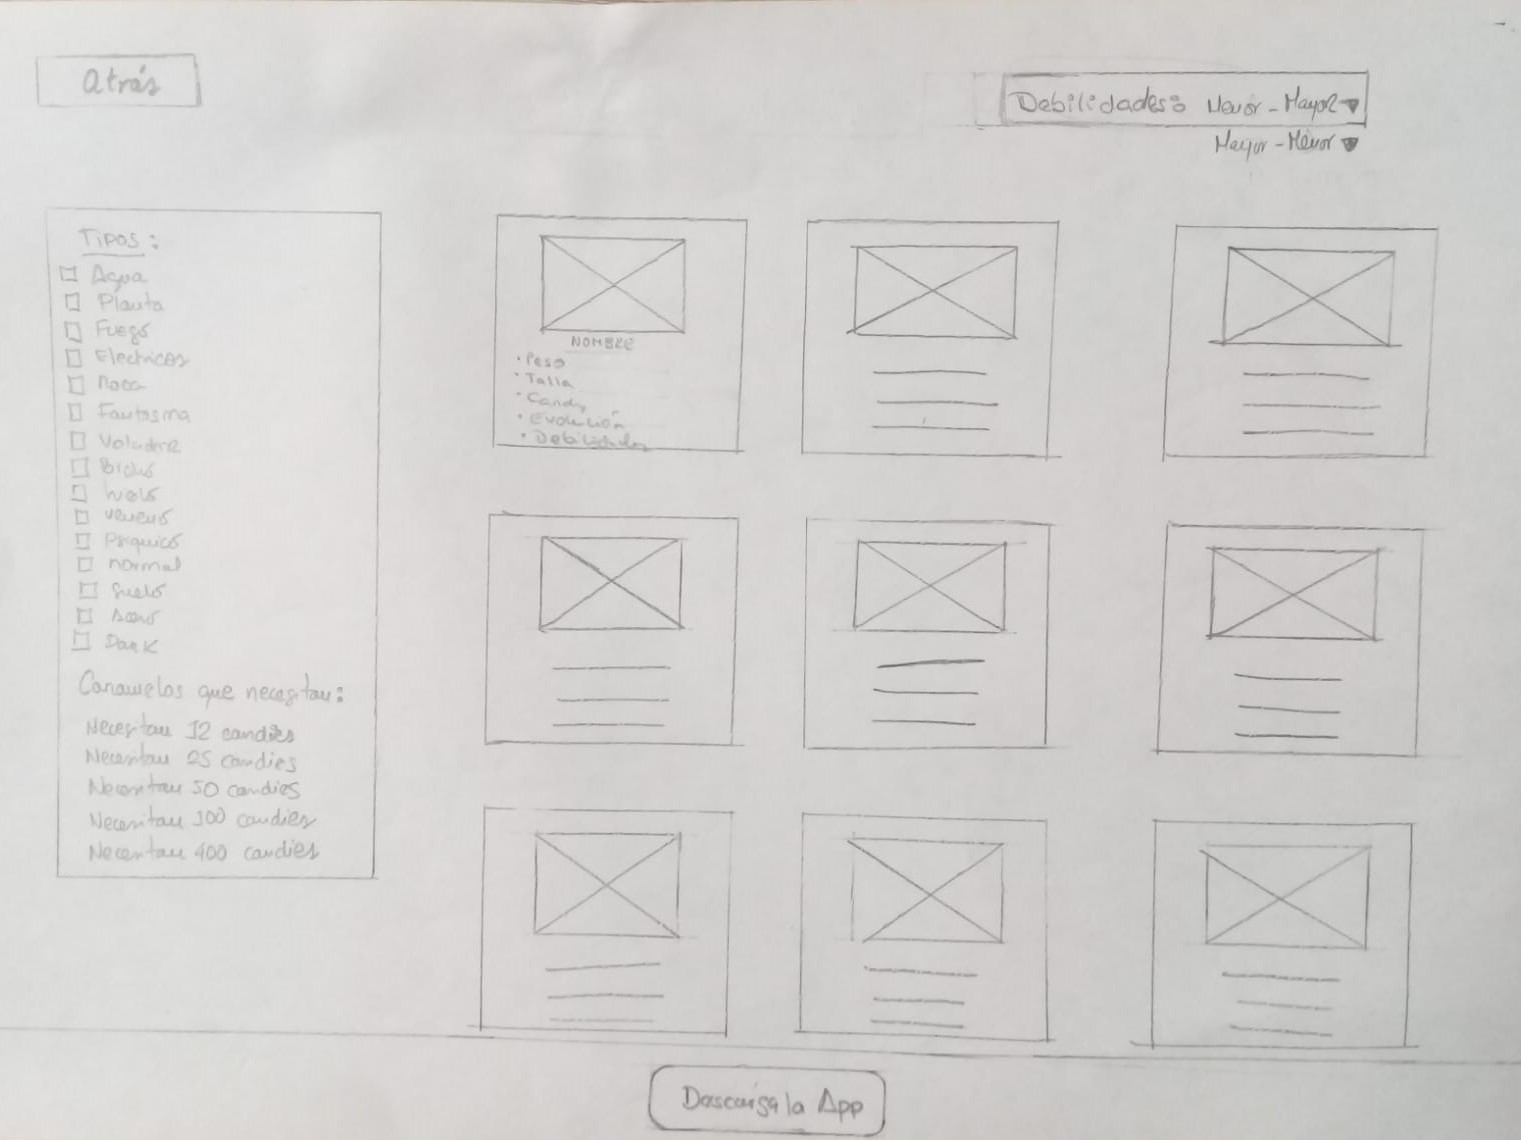 Atrás
Debilidades: Menor - Mayor
Mayor - Menor
Tipos:
Agua
Planta
Fuego
Electricos
Roca
Fantasma
Volador
Bicho
hielo
veneno
Psiquico
normal
Suelo
Acero
Dark
Caramelos que necesitan:
Necesitan 12 candies
Necesitan 25 candies
Necesitan 50 candies
Necesitan 100 candies
Necesitan 400 candies
NOMBRE
• Peso
• Talla
• Candy
• Evolución
• Debilidades
Descarga la App